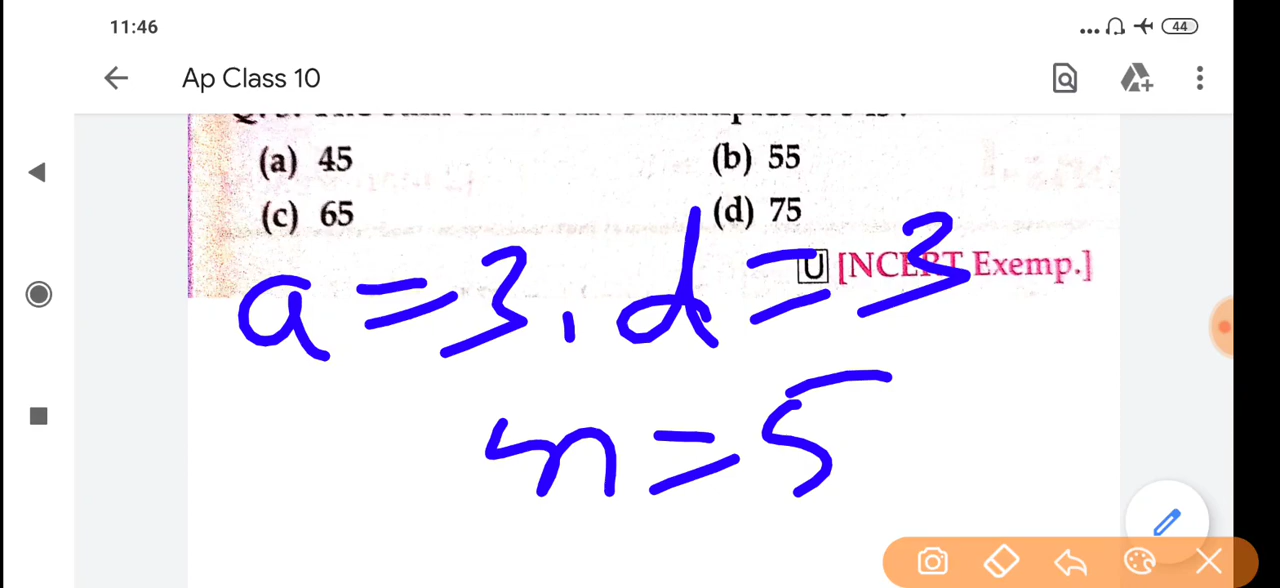 11:46
44
Ap Class 10
(a) 45 (b) 55
(c) 65 (d) 75
U [NCERT Exemp.]
a = 3, d = 3
n = 5